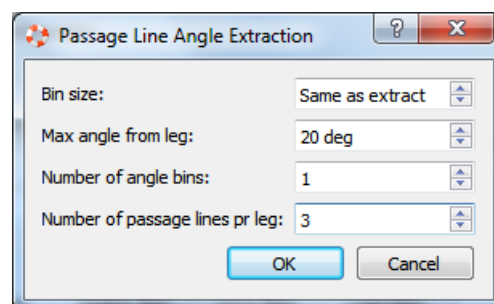 Passage Line Angle Extraction
Bin size: Same as extract
Max angle from leg: 20 deg
Number of angle bins: 1
Number of passage lines pr leg: 3
OK Cancel